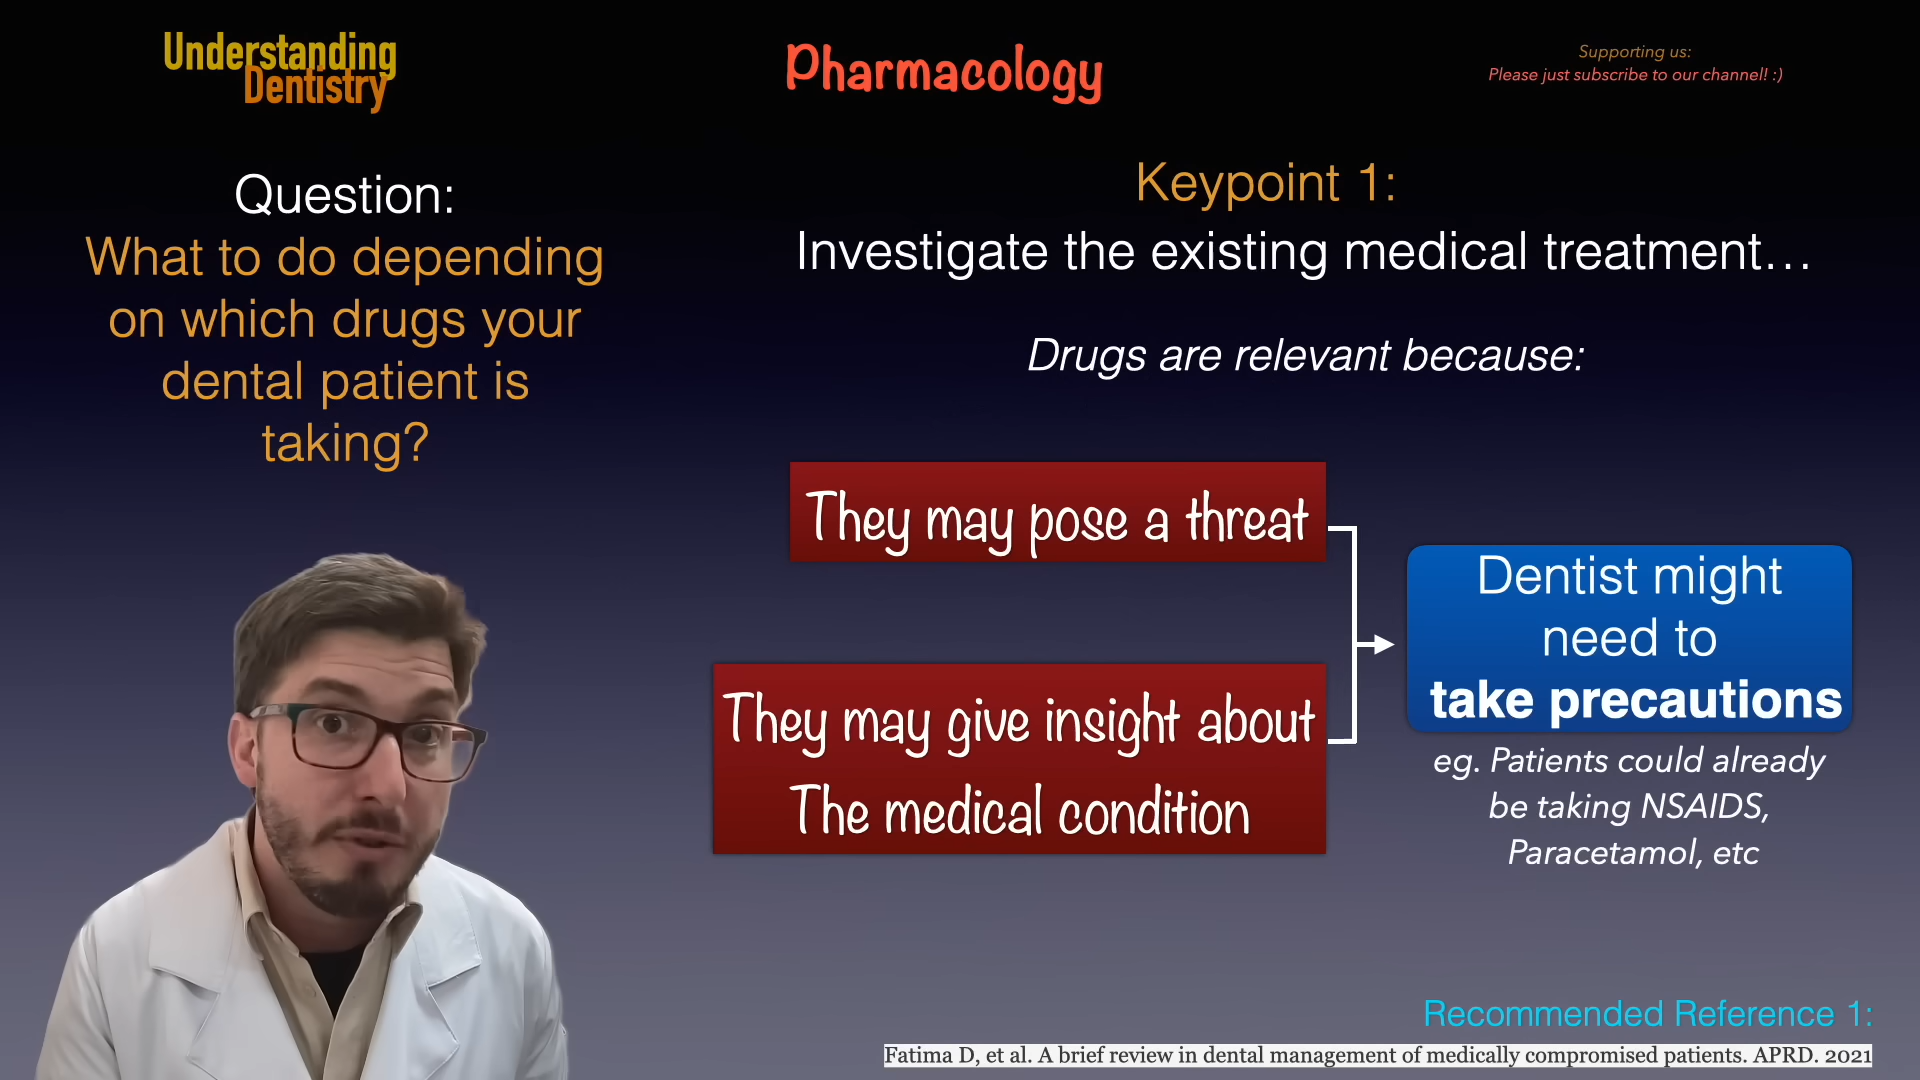 Understanding
Dentistry
Pharmacology
Supporting us:
Please just subscribe to our channel! :)
Question:
What to do depending
on which drugs your
dental patient is
taking?
Keypoint 1:
Investigate the existing medical treatment…
Drugs are relevant because:
They may pose a threat
They may give insight about
The medical condition
Dentist might
need to
take precautions
eg. Patients could already
be taking NSAIDS,
Paracetamol, etc
Recommended Reference 1:
Fatima D, et al. A brief review in dental management of medically compromised patients. APRD. 2021